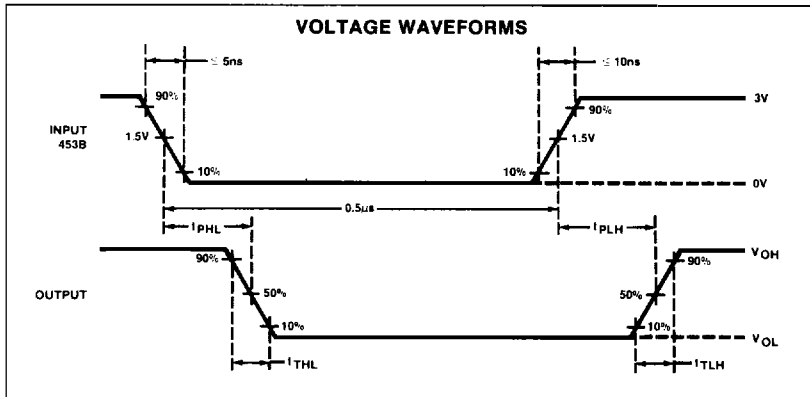 VOLTAGE WAVEFORMS
≤ 5ns
≤ 10ns
90%
90%
3V
INPUT
453B
1.5V
1.5V
10%
10%
0V
0.5μs
tPHL
tPLH
90%
90%
VOH
OUTPUT
50%
50%
10%
10%
VOL
tTHL
tTLH